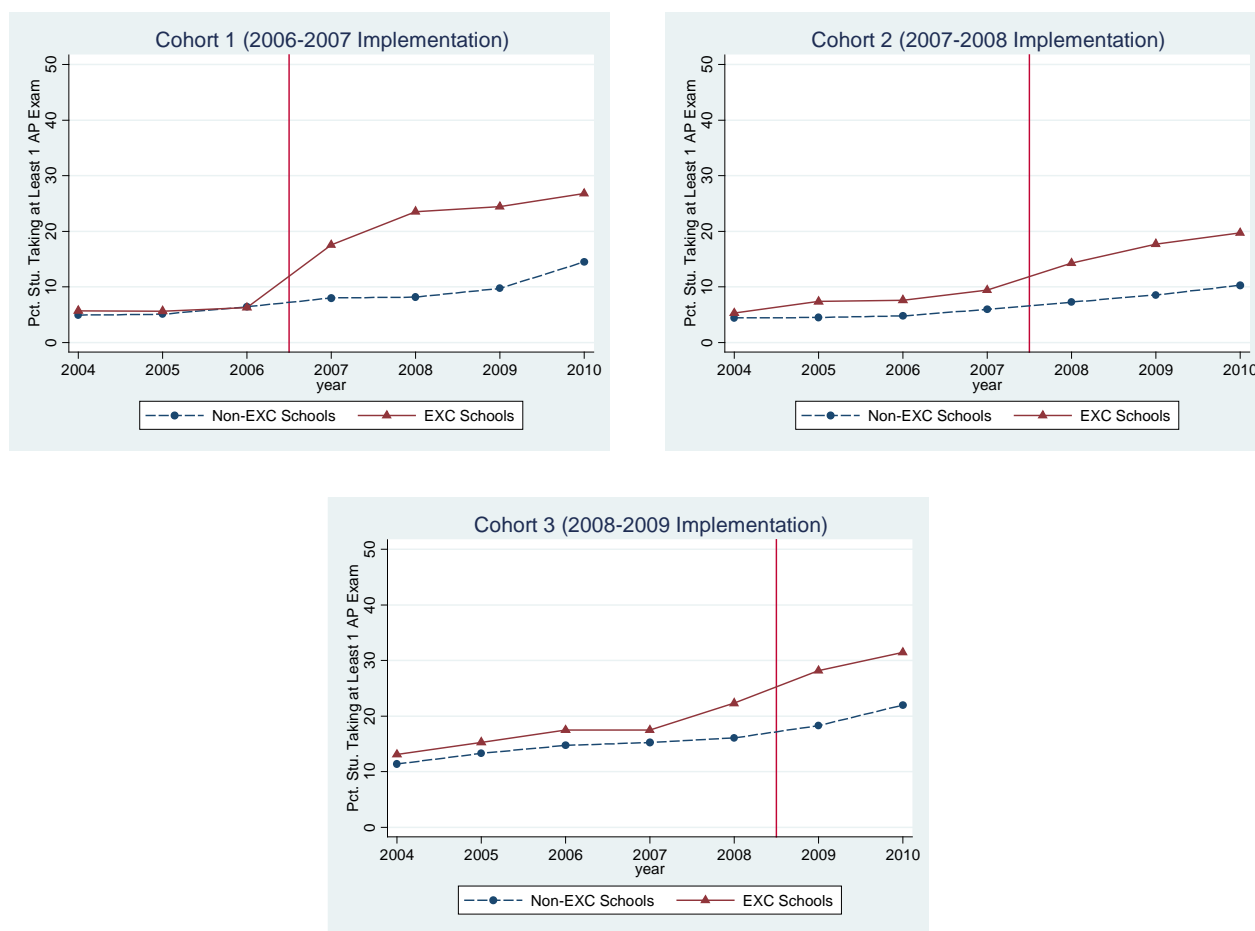 Cohort 1 (2006-2007 Implementation)
Pct. Stu. Taking at Least 1 AP Exam
50
40
30
20
10
0
2004 2005 2006 2007 2008 2009 2010
year
Non-EXC Schools EXC Schools
Cohort 2 (2007-2008 Implementation)
Pct. Stu. Taking at Least 1 AP Exam
50
40
30
20
10
0
2004 2005 2006 2007 2008 2009 2010
year
Non-EXC Schools EXC Schools
Cohort 3 (2008-2009 Implementation)
Pct. Stu. Taking at Least 1 AP Exam
50
40
30
20
10
0
2004 2005 2006 2007 2008 2009 2010
year
Non-EXC Schools EXC Schools